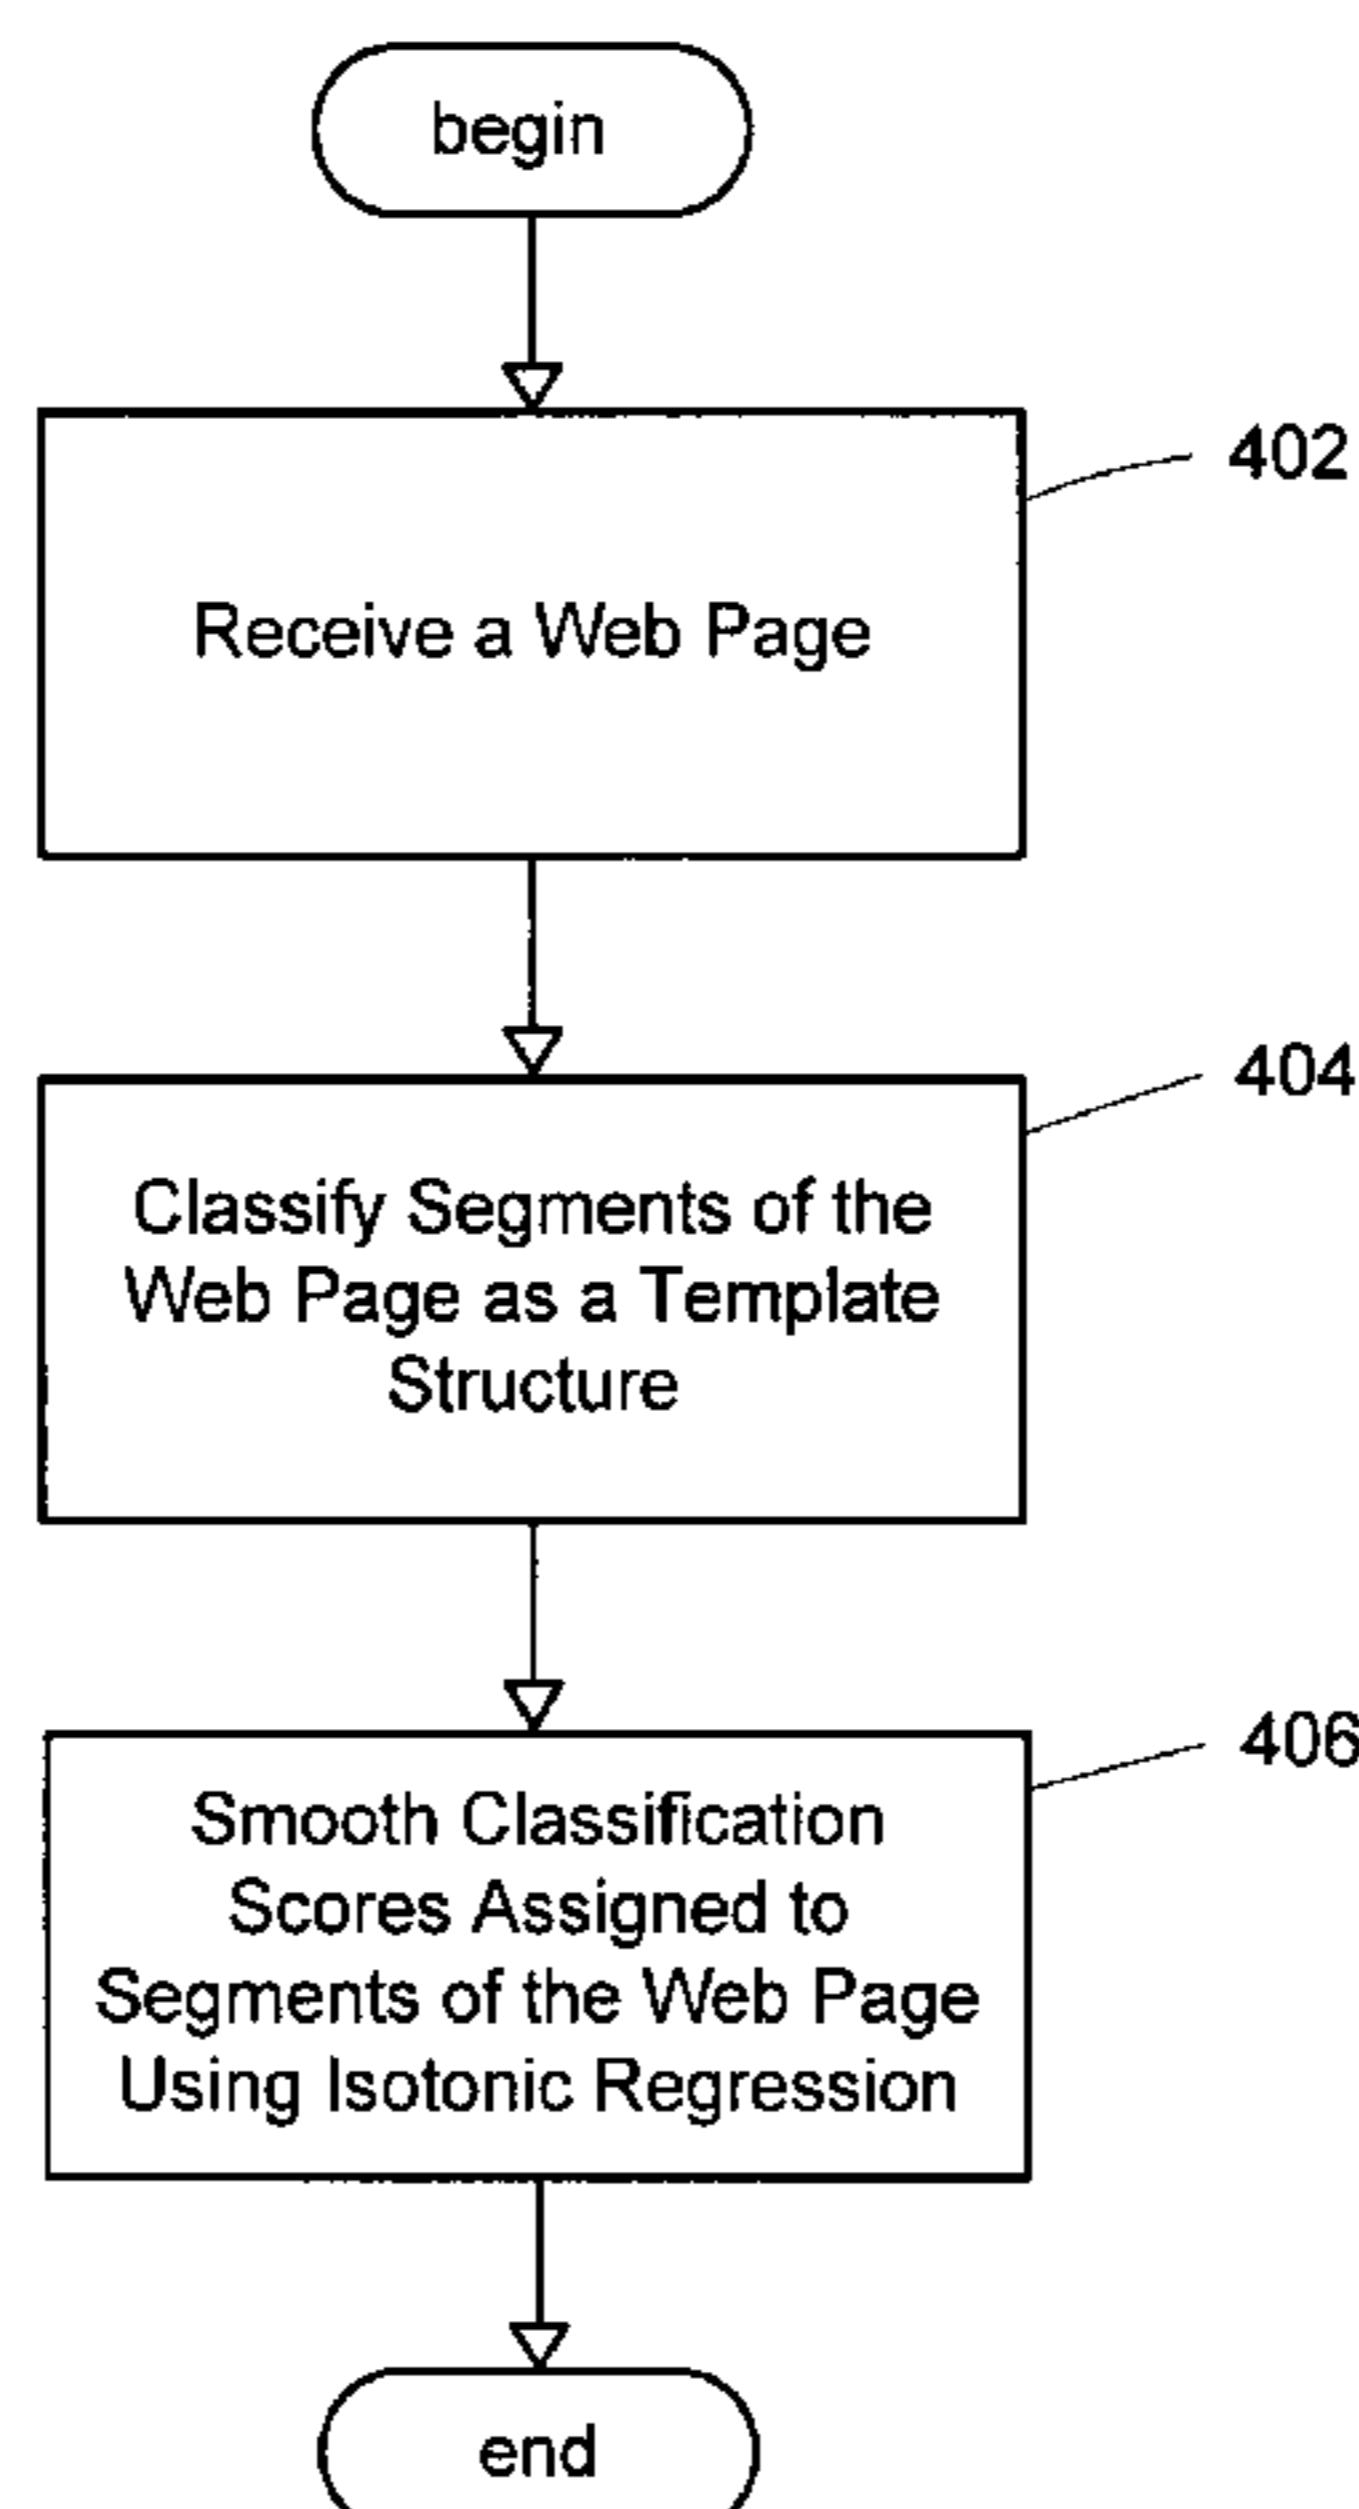 begin
402
Receive a Web Page
404
Classify Segments of the
Web Page as a Template
Structure
406
Smooth Classification
Scores Assigned to
Segments of the Web Page
Using Isotonic Regression
end